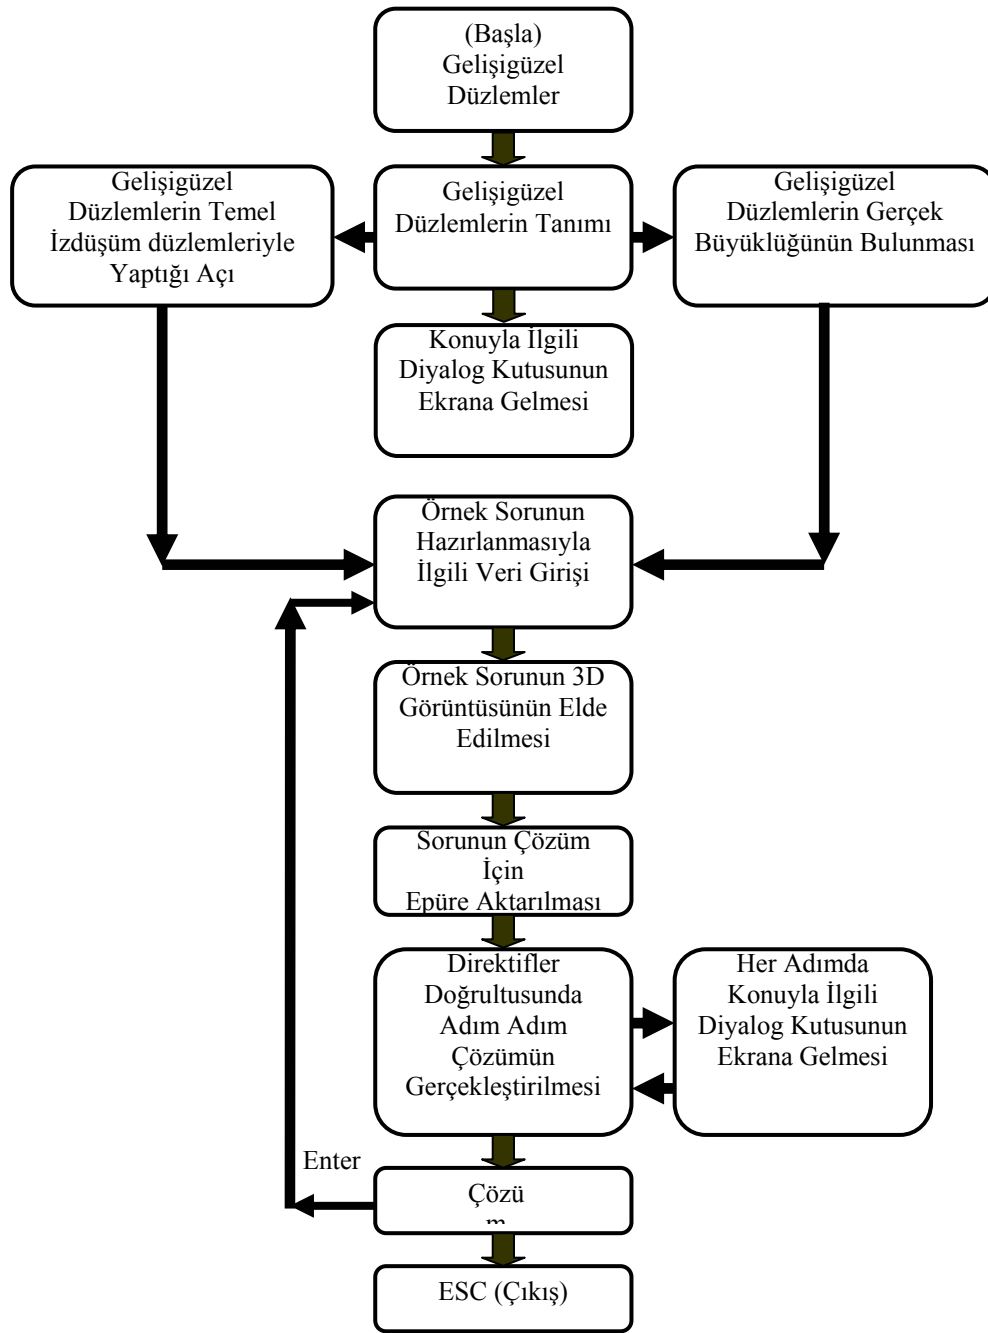 (Başla)
Gelişigüzel
Düzlemler
Gelişigüzel
Düzlemlerin Temel
İzdüşüm düzlemleriyle
Yaptığı Açı
Gelişigüzel
Düzlemlerin Tanımı
Gelişigüzel
Düzlemlerin Gerçek
Büyüklüğünün Bulunması
Konuyla İlgili
Diyalog Kutusunun
Ekrana Gelmesi
Örnek Sorunun
Hazırlanmasıyla
İlgili Veri Girişi
Örnek Sorunun 3D
Görüntüsünün Elde
Edilmesi
Sorunun Çözüm
İçin
Epüre Aktarılması
Direktifler
Doğrultusunda
Adım Adım
Çözümün
Gerçekleştirilmesi
Her Adımda
Konuyla İlgili
Diyalog Kutusunun
Ekrana Gelmesi
Enter
Çözü
m
ESC (Çıkış)